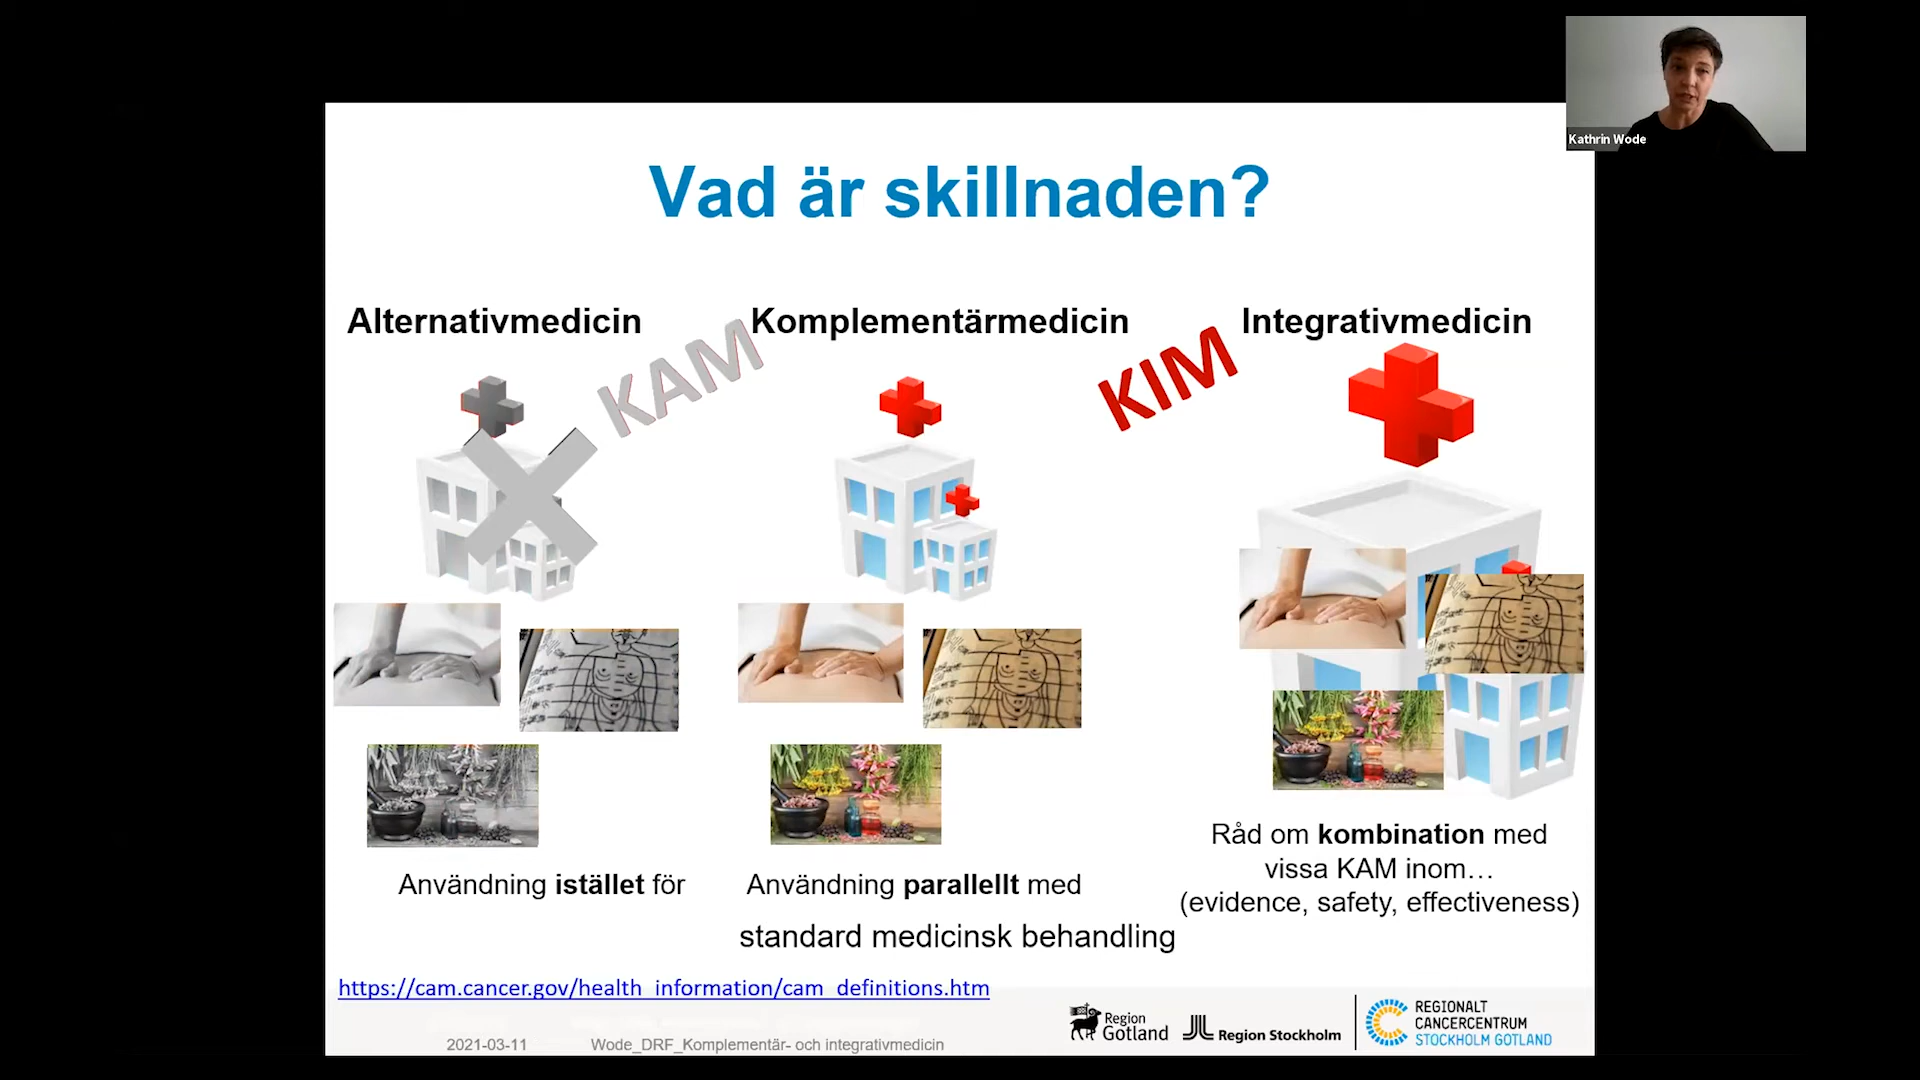 Kathrin Wode
Vad är skillnaden?
Alternativmedicin
KAM
Komplementärmedicin
KIM
Integrativmedicin
Användning istället för
Användning parallellt med
standard medicinsk behandling
Råd om kombination med
vissa KAM inom...
(evidence, safety, effectiveness)
https://cam.cancer.gov/health_information/cam_definitions.htm
2021-03-11
Wode_DRF_Komplementär- och integrativmedicin
Region
Gotland
Region Stockholm
REGIONALT
CANCERCENTRUM
STOCKHOLM GOTLAND